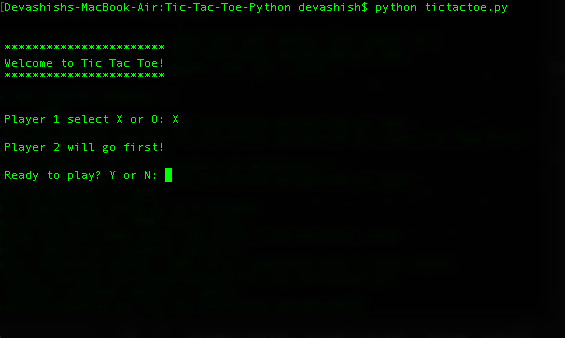 [Devashishs-MacBook-Air:Tic-Tac-Toe-Python devashish$ python tictactoe.py
***********************
Welcome to Tic Tac Toe!
***********************
Player 1 select X or O: X
Player 2 will go first!
Ready to play? Y or N: